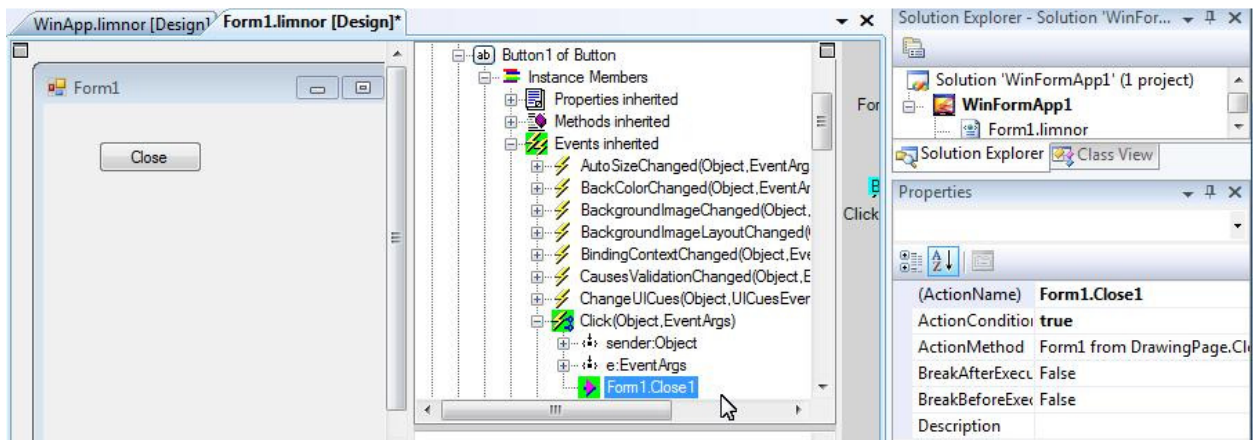 WinApp.limnor [Design]
Form1.limnor [Design]*
Form1
Close
Button1 of Button
Instance Members
Properties inherited
Methods inherited
Events inherited
AutoSizeChanged(Object,EventArg
BackColorChanged(Object,EventAr
BackgroundImageChanged(Object,
BackgroundImageLayoutChanged(
BindingContextChanged(Object,Eve
CausesValidationChanged(Object,E
ChangeUICues(Object,UICuesEver
Click(Object,EventArgs)
sender:Object
e:EventArgs
Form1.Close1
For
Click
Solution Explorer - Solution 'WinFor...
Solution 'WinFormApp1' (1 project)
WinFormApp1
Form1.limnor
Solution Explorer Class View
Properties
(ActionName) Form1.Close1
ActionCondition true
ActionMethod Form1 from DrawingPage.Cl
BreakAfterExecu False
BreakBeforeExec False
Description